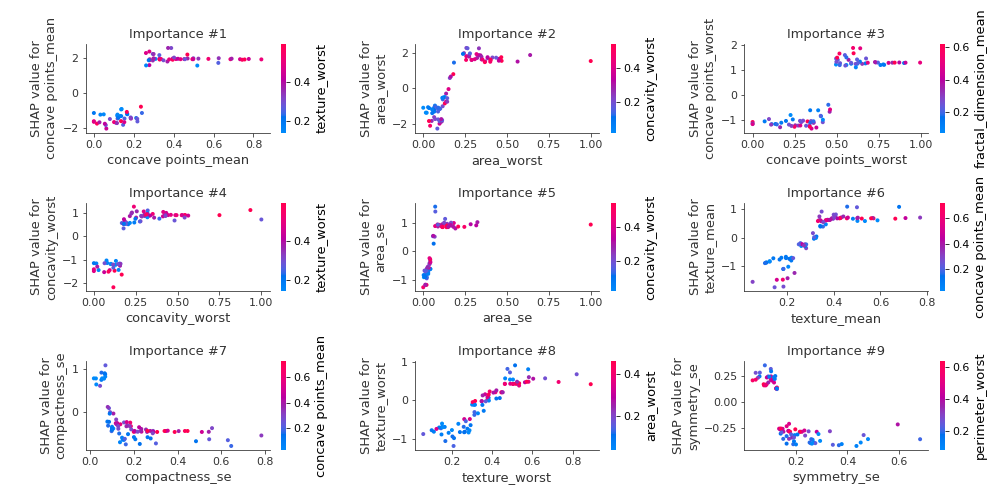 Importance #1
SHAP value for
concave points_mean
2
0
−2
0.0
0.2
0.4
0.6
0.8
concave points_mean
0.4
0.2
texture_worst
Importance #2
SHAP value for
area_worst
2
0
−2
0.00
0.25
0.50
0.75
1.00
area_worst
0.4
0.2
concavity_worst
Importance #3
SHAP value for
concave points_worst
2
1
0
−1
0.00
0.25
0.50
0.75
1.00
concave points_worst
0.6
0.4
0.2
fractal_dimension_mean
Importance #4
SHAP value for
concavity_worst
1
0
−1
−2
0.00
0.25
0.50
0.75
1.00
concavity_worst
0.4
0.2
texture_worst
Importance #5
SHAP value for
area_se
1
0
−1
0.00
0.25
0.50
0.75
1.00
area_se
0.4
0.2
concavity_worst
Importance #6
SHAP value for
texture_mean
1
0
−1
0.2
0.4
0.6
0.8
texture_mean
0.6
0.4
0.2
concave points_mean
Importance #7
SHAP value for
compactness_se
1
0
0.0
0.2
0.4
0.6
0.8
compactness_se
0.6
0.4
0.2
concave points_mean
Importance #8
SHAP value for
texture_worst
1
0
−1
0.2
0.4
0.6
0.8
texture_worst
0.4
0.2
area_worst
Importance #9
SHAP value for
symmetry_se
0.25
0.00
−0.25
0.2
0.4
0.6
symmetry_se
0.6
0.4
0.2
perimeter_worst